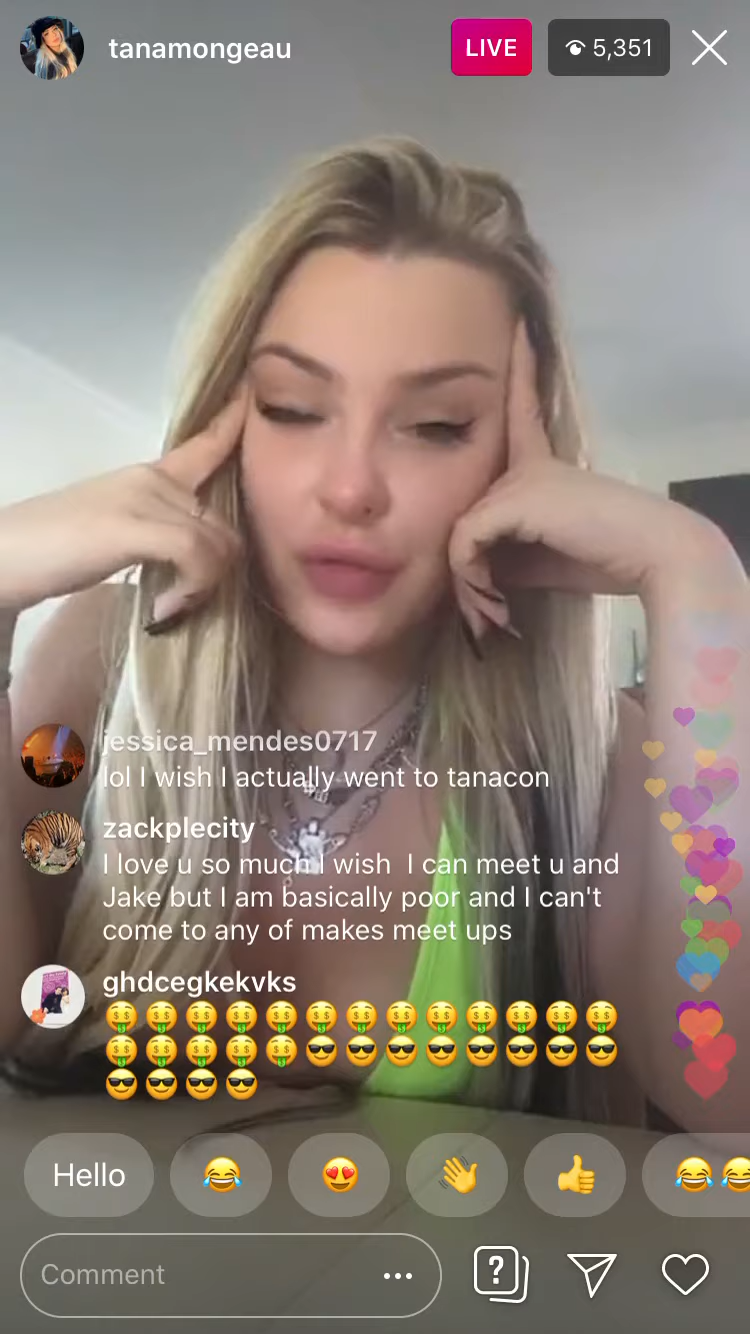 tanamongeau
LIVE
5,351
jessica_mendes0717
lol I wish I actually went to tanacon
zackplecity
I love u so much I wish  I can meet u and
Jake but I am basically poor and I can't
come to any of makes meet ups
ghdcegkekvks
🤑🤑🤑🤑🤑🤑🤑🤑🤑🤑🤑🤑🤑
🤑🤑🤑🤑🤑😎😎😎😎😎😎😎😎
😎😎😎😎
Hello 😂 😍 👋 👍 😂😂
Comment